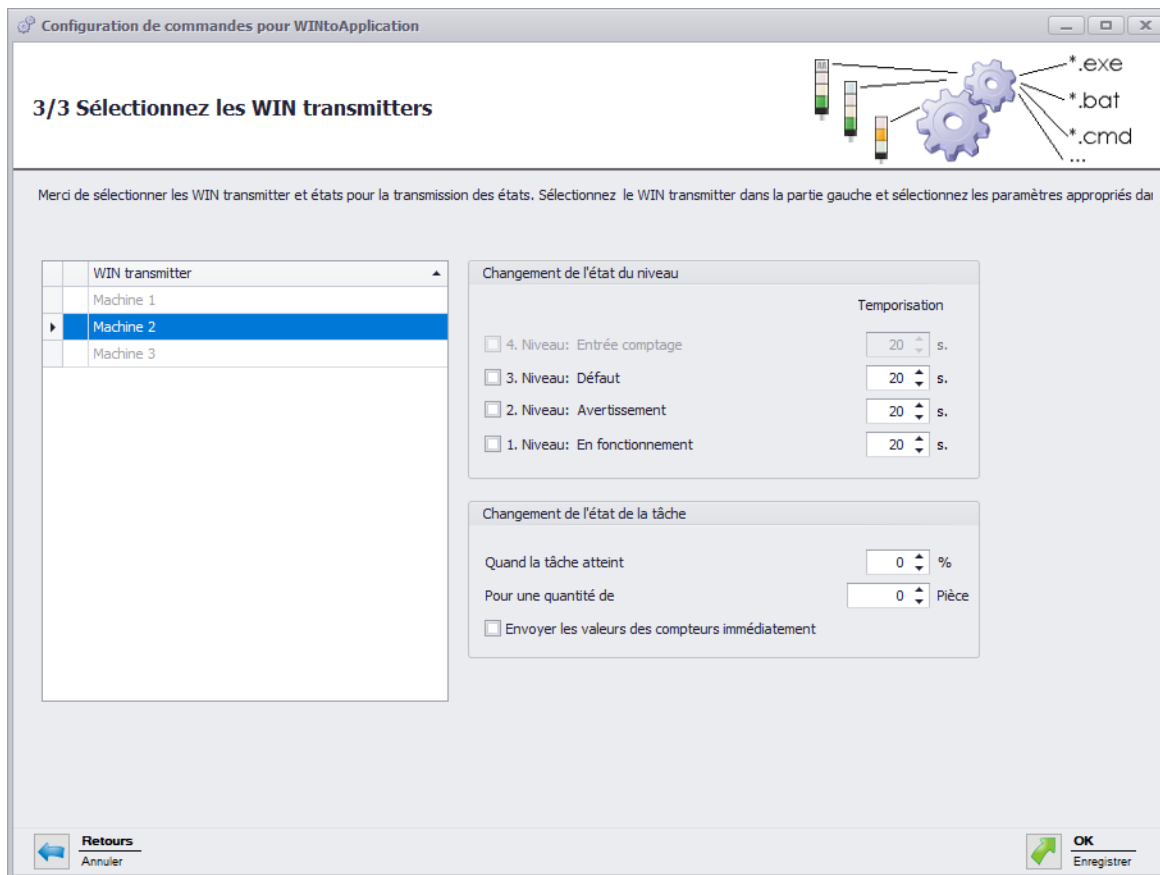 Configuration de commandes pour WINtoApplication
3/3 Sélectionnez les WIN transmitters
*.exe
*.bat
*.cmd
...
Merci de sélectionner les WIN transmitter et états pour la transmission des états. Sélectionnez le WIN transmitter dans la partie gauche et sélectionnez les paramètres appropriés dan
WIN transmitter
Machine 1
Machine 2
Machine 3
Changement de l'état du niveau
Temporisation
4. Niveau: Entrée comptage 20 s.
3. Niveau: Défaut 20 s.
2. Niveau: Avertissement 20 s.
1. Niveau: En fonctionnement 20 s.
Changement de l'état de la tâche
Quand la tâche atteint 0 %
Pour une quantité de 0 Pièce
Envoyer les valeurs des compteurs immédiatement
Retours
Annuler
OK
Enregistrer